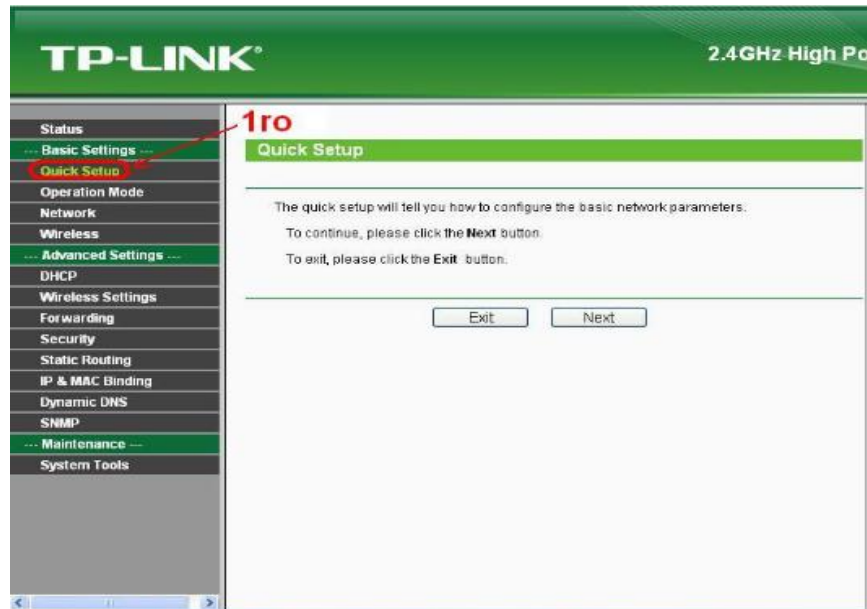 TP-LINK®
2.4GHz High Po
1ro
Status
--- Basic Settings ---
Quick Setup
Operation Mode
Network
Wireless
--- Advanced Settings ---
DHCP
Wireless Settings
Forwarding
Security
Static Routing
IP & MAC Binding
Dynamic DNS
SNMP
--- Maintenance ---
System Tools
Quick Setup
The quick setup will tell you how to configure the basic network parameters.
To continue, please click the Next button.
To exit, please click the Exit button.
Exit Next